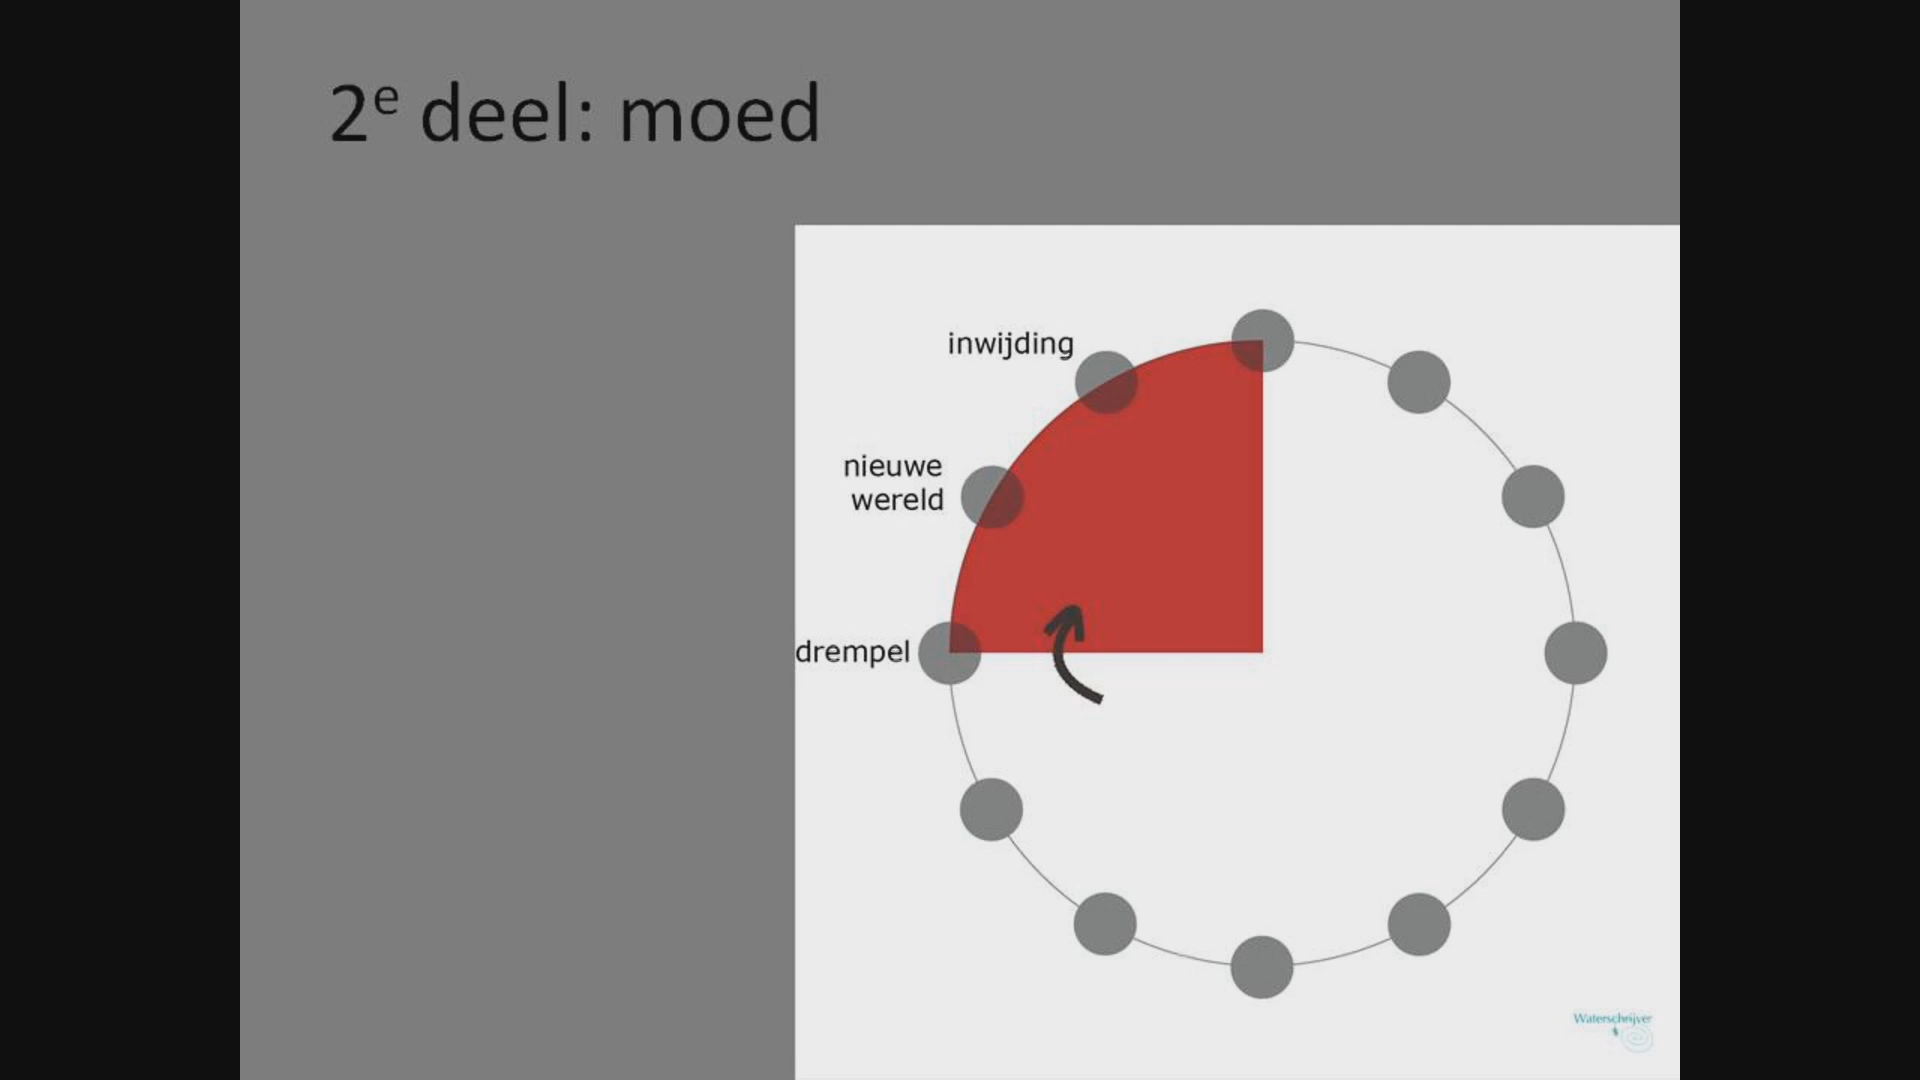 2e deel: moed
inwijding
nieuwe
wereld
drempel
Waterschrijver